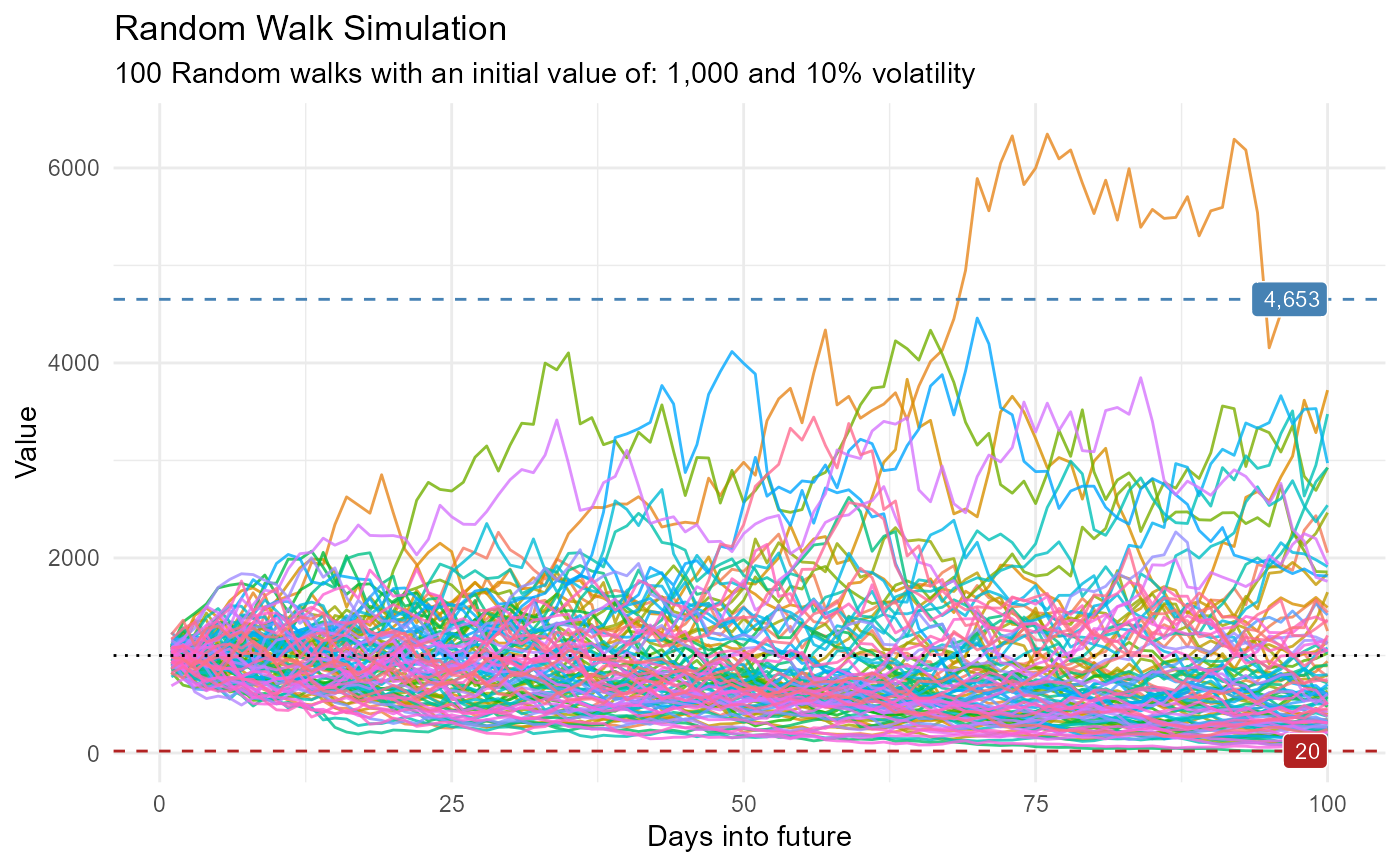 Random Walk Simulation
100 Random walks with an initial value of: 1,000 and 10% volatility
Value
6000
4000
2000
0
4,653
20
0
25
50
75
100
Days into future